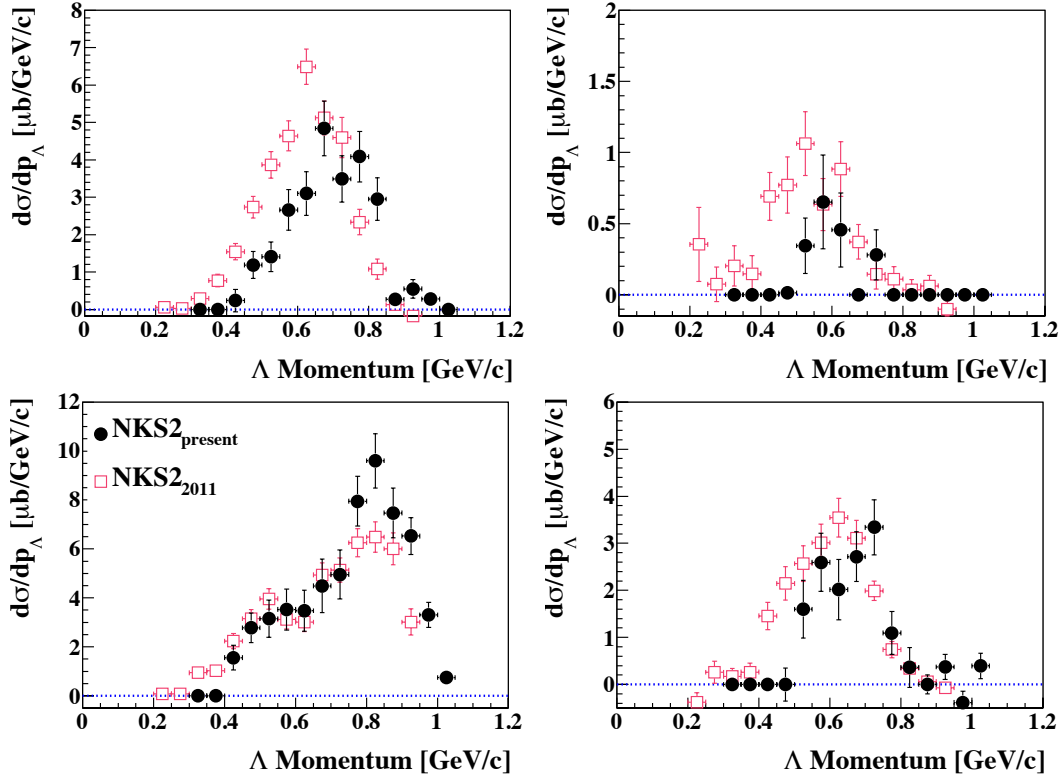 dσ/dp_Λ [μb/GeV/c]
8
7
6
5
4
3
2
1
0
0 0.2 0.4 0.6 0.8 1 1.2
Λ Momentum [GeV/c]
dσ/dp_Λ [μb/GeV/c]
2
1.5
1
0.5
0
0 0.2 0.4 0.6 0.8 1 1.2
Λ Momentum [GeV/c]
dσ/dp_Λ [μb/GeV/c]
12
10
8
6
4
2
0
NKS2_present
NKS2_2011
0 0.2 0.4 0.6 0.8 1 1.2
Λ Momentum [GeV/c]
dσ/dp_Λ [μb/GeV/c]
6
5
4
3
2
1
0
0 0.2 0.4 0.6 0.8 1 1.2
Λ Momentum [GeV/c]